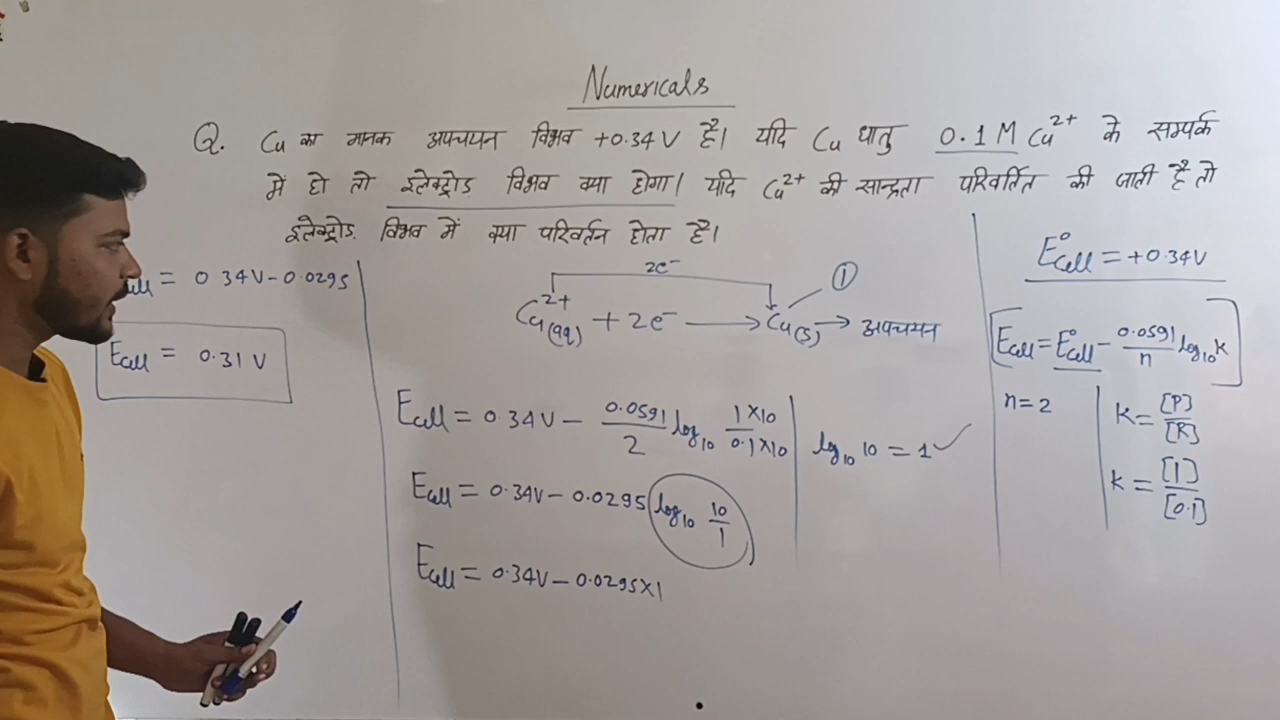 Numericals
Q. Cu का मानक अपचयन विभव +0.34V है। यदि Cu धातु 0.1M Cu²⁺ के सम्पर्क
में हो तो इलेक्ट्रोड विभव क्या होगा। यदि Cu²⁺ की सान्द्रता परिवर्तित की जाती है तो
इलेक्ट्रोड विभव में क्या परिवर्तन होता है।
2e⁻
①
Cu²⁺(aq) + 2e⁻ ⟶ Cu(s) → अपचयन
Ecell = 0.34V − 0.0591/2 log₁₀ 1×10/0.1×10
Ecell = 0.34V − 0.0295 log₁₀ 10/1
Ecell = 0.34V − 0.0295×1
log₁₀ 10 = 1 ✓
E°cell = +0.34V
[Ecell = E°cell − 0.0591/n log₁₀ K]
n = 2
K = [P]/[R]
K = [1]/[0.1]
ell = 0.34V − 0.0295
Ecell = 0.31 V